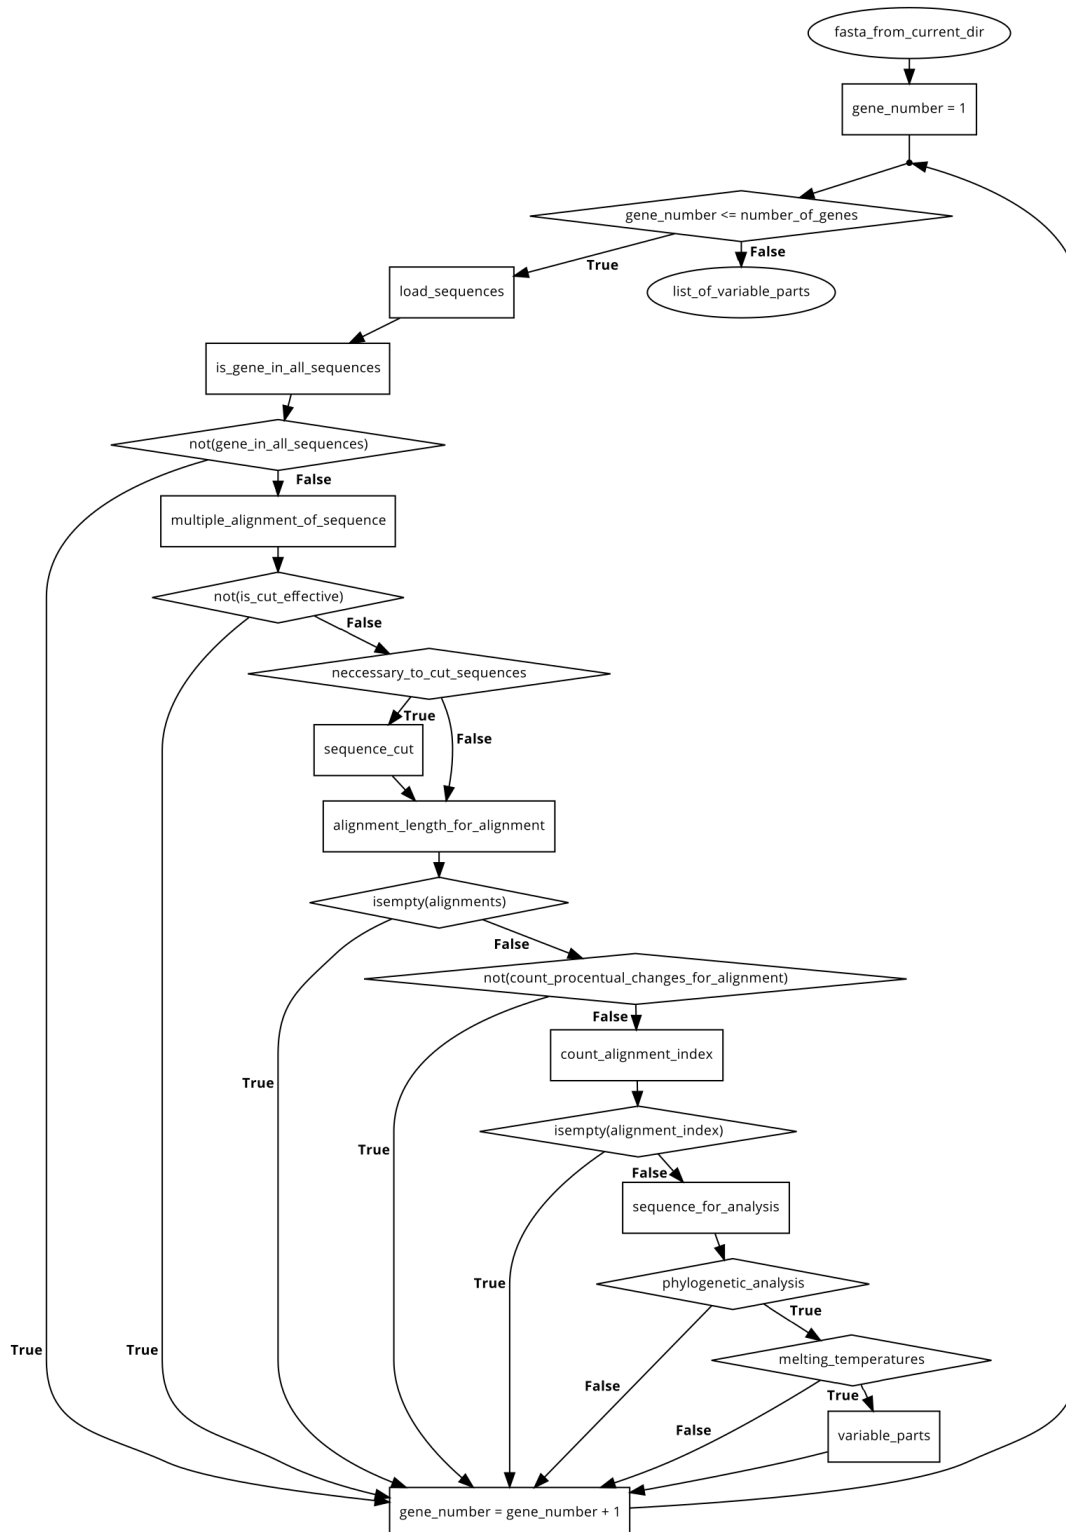 fasta_from_current_dir
gene_number = 1
gene_number <= number_of_genes
True
False
load_sequences
list_of_variable_parts
is_gene_in_all_sequences
not(gene_in_all_sequences)
False
multiple_alignment_of_sequence
not(is_cut_effective)
False
neccessary_to_cut_sequences
True
False
sequence_cut
alignment_length_for_alignment
isempty(alignments)
False
not(count_procentual_changes_for_alignment)
False
count_alignment_index
True
isempty(alignment_index)
True
False
sequence_for_analysis
True
phylogenetic_analysis
True
True
True
melting_temperatures
False
True
False
variable_parts
gene_number = gene_number + 1